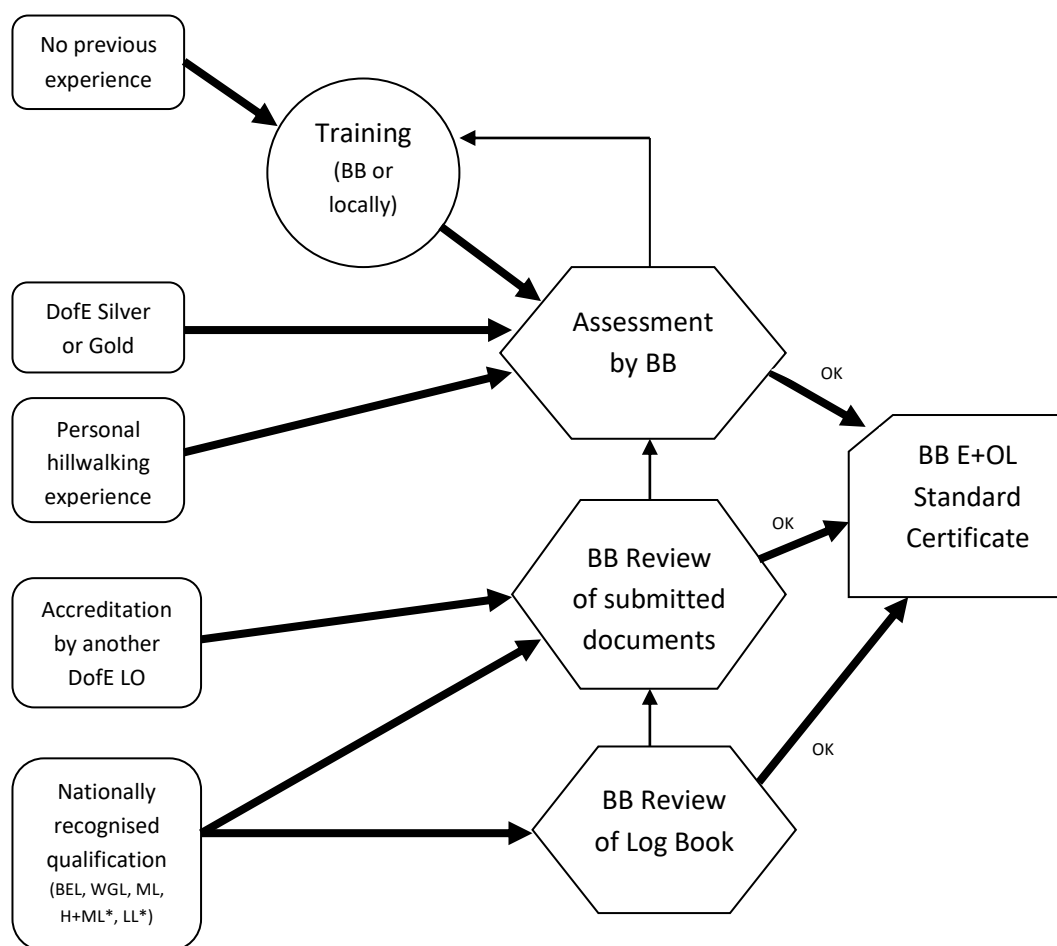 No previous
experience
Training
(BB or
locally)
DofE Silver
or Gold
Assessment
by BB
OK
Personal
hillwalking
experience
BB E+OL
Standard
Certificate
OK
BB Review
of submitted
documents
Accreditation
by another
DofE LO
OK
Nationally
recognised
qualification
(BEL, WGL, ML,
H+ML*, LL*)
BB Review
of Log Book